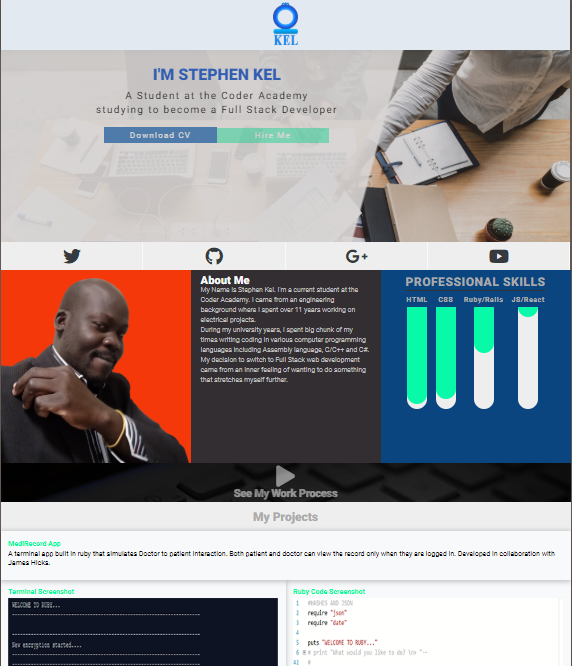 KEL
I'M STEPHEN KEL
A Student at the Coder Academy
studying to become a Full Stack Developer
Download CV
Hire Me
About Me
My Name Is Stephen Kel. I'm a current student at the
Coder Academy. I came from an engineering
background where I spent over 11 years working on
electrical projects.
During my university years, I spent big chunk of my
times writing coding in various computer programming
languages including Assembly language, C/C++ and C#.
My decision to switch to Full Stack web development
came from an inner feeling of wanting to do something
that stretches myself further.
PROFESSIONAL SKILLS
HTML CSS Ruby/Rails JS/React
See My Work Process
My Projects
MediRecord App
A terminal app built in ruby that simulates Doctor to patient interaction. Both patient and doctor can view the record only when they are logged in. Developed in collaboration with
James Hicks.
Terminal Screenshot
WELCOME TO RUBY...
New encryption started....
Ruby Code Screenshot
1 #HASHES AND JSON
2 require "json"
3 require "date"
4
5 puts "WELCOME TO RUBY..."
6 # print "What would you like to do? \n> "
41 #